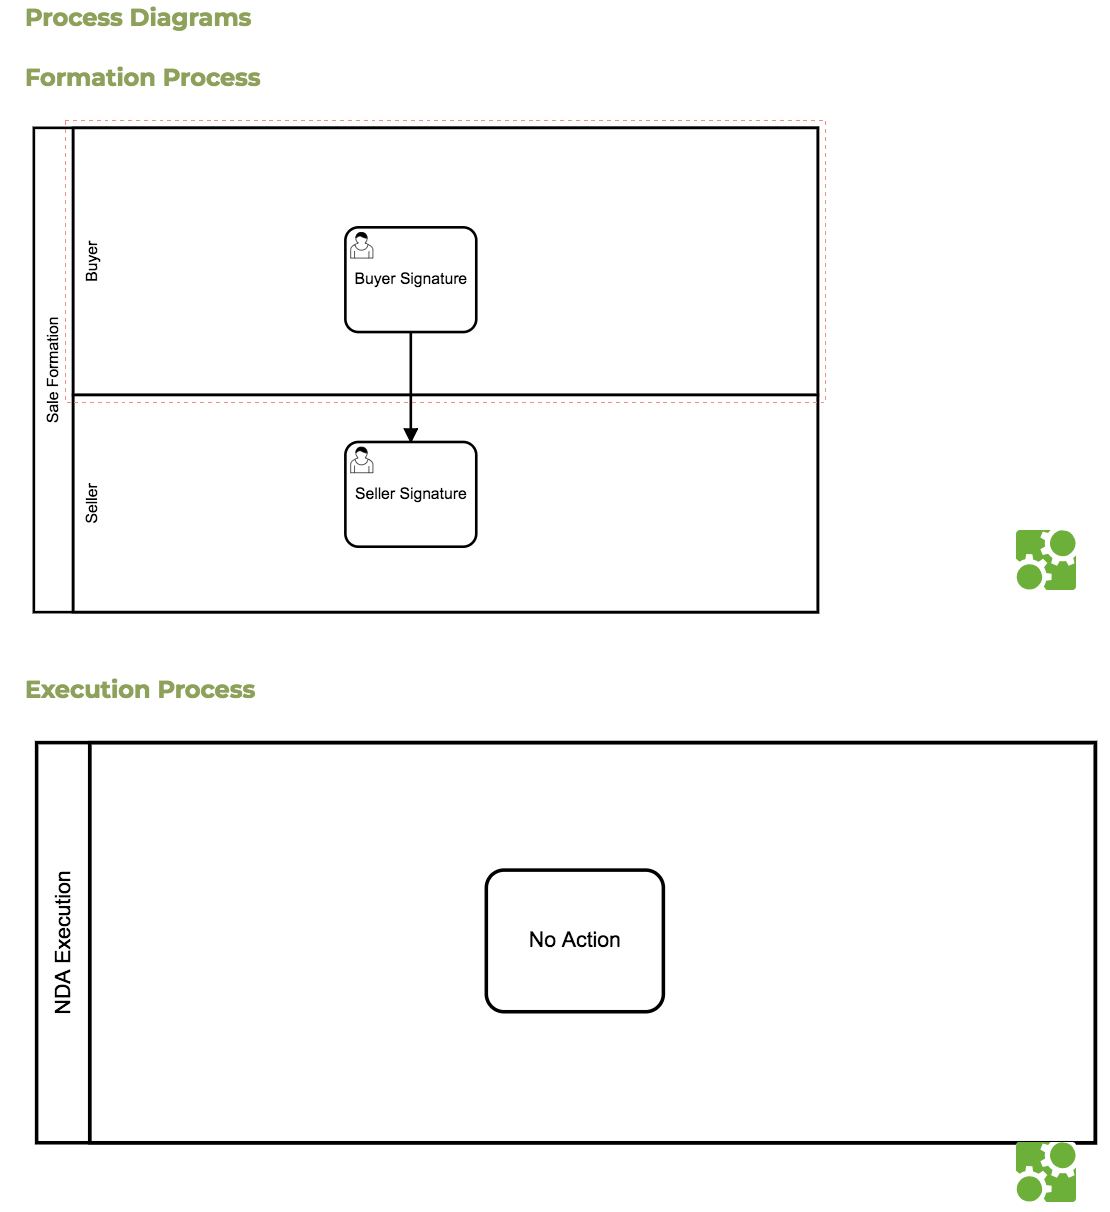 Process Diagrams
Formation Process
Sale Formation
Buyer
Buyer Signature
Seller
Seller Signature
Execution Process
NDA Execution
No Action